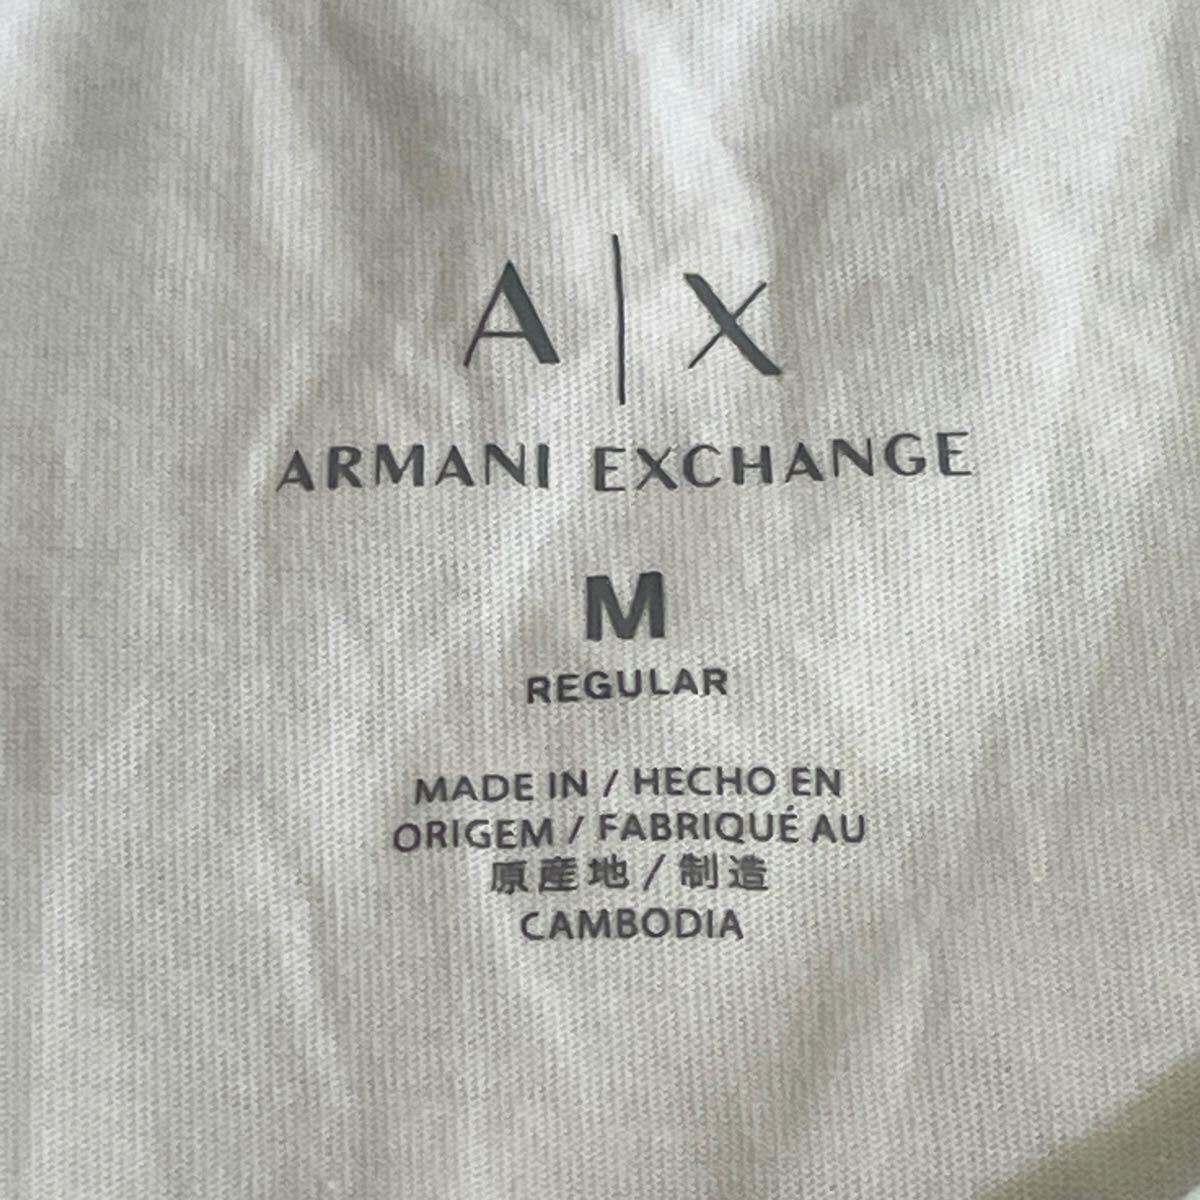 A|X
ARMANI EXCHANGE
M
REGULAR
MADE IN / HECHO EN
ORIGEM / FABRIQUÉ AU
原産地 / 制造
CAMBODIA